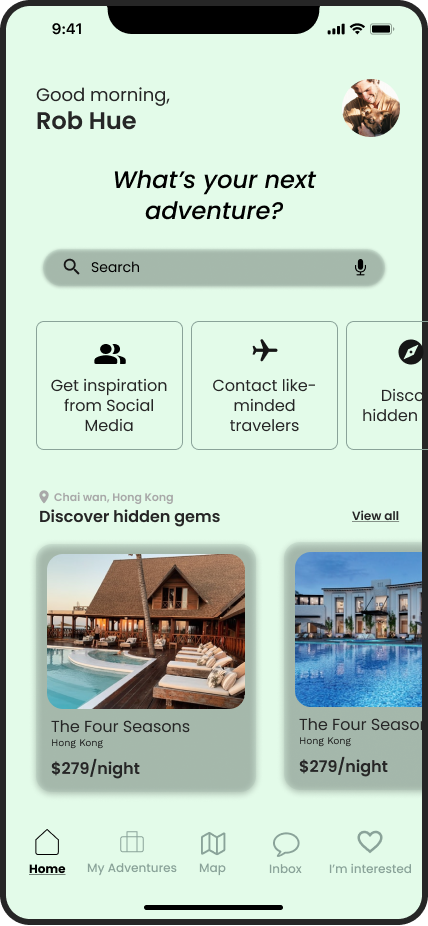 9:41
Good morning,
Rob Hue
What's your next
adventure?
Search
Get inspiration
from Social
Media
Contact like-
minded
travelers
Disco
hidden
Chai wan, Hong Kong
Discover hidden gems
View all
The Four Seasons
Hong Kong
$279/night
The Four Season
Hong Kong
$279/night
Home
My Adventures
Map
Inbox
I'm interested